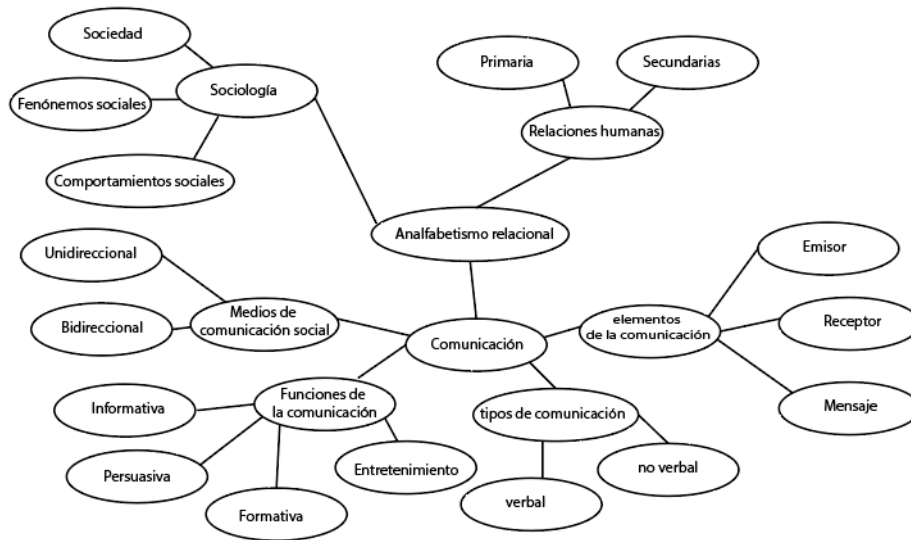 Sociedad
Sociología
Fenónemos sociales
Comportamientos sociales
Primaria
Secundarias
Relaciones humanas
Analfabetismo relacional
Unidireccional
Medios de
comunicación social
Bidireccional
Comunicación
elementos
de la comunicación
Emisor
Receptor
Mensaje
Funciones de
la comunicación
Informativa
Persuasiva
Formativa
Entretenimiento
tipos de comunicación
verbal
no verbal